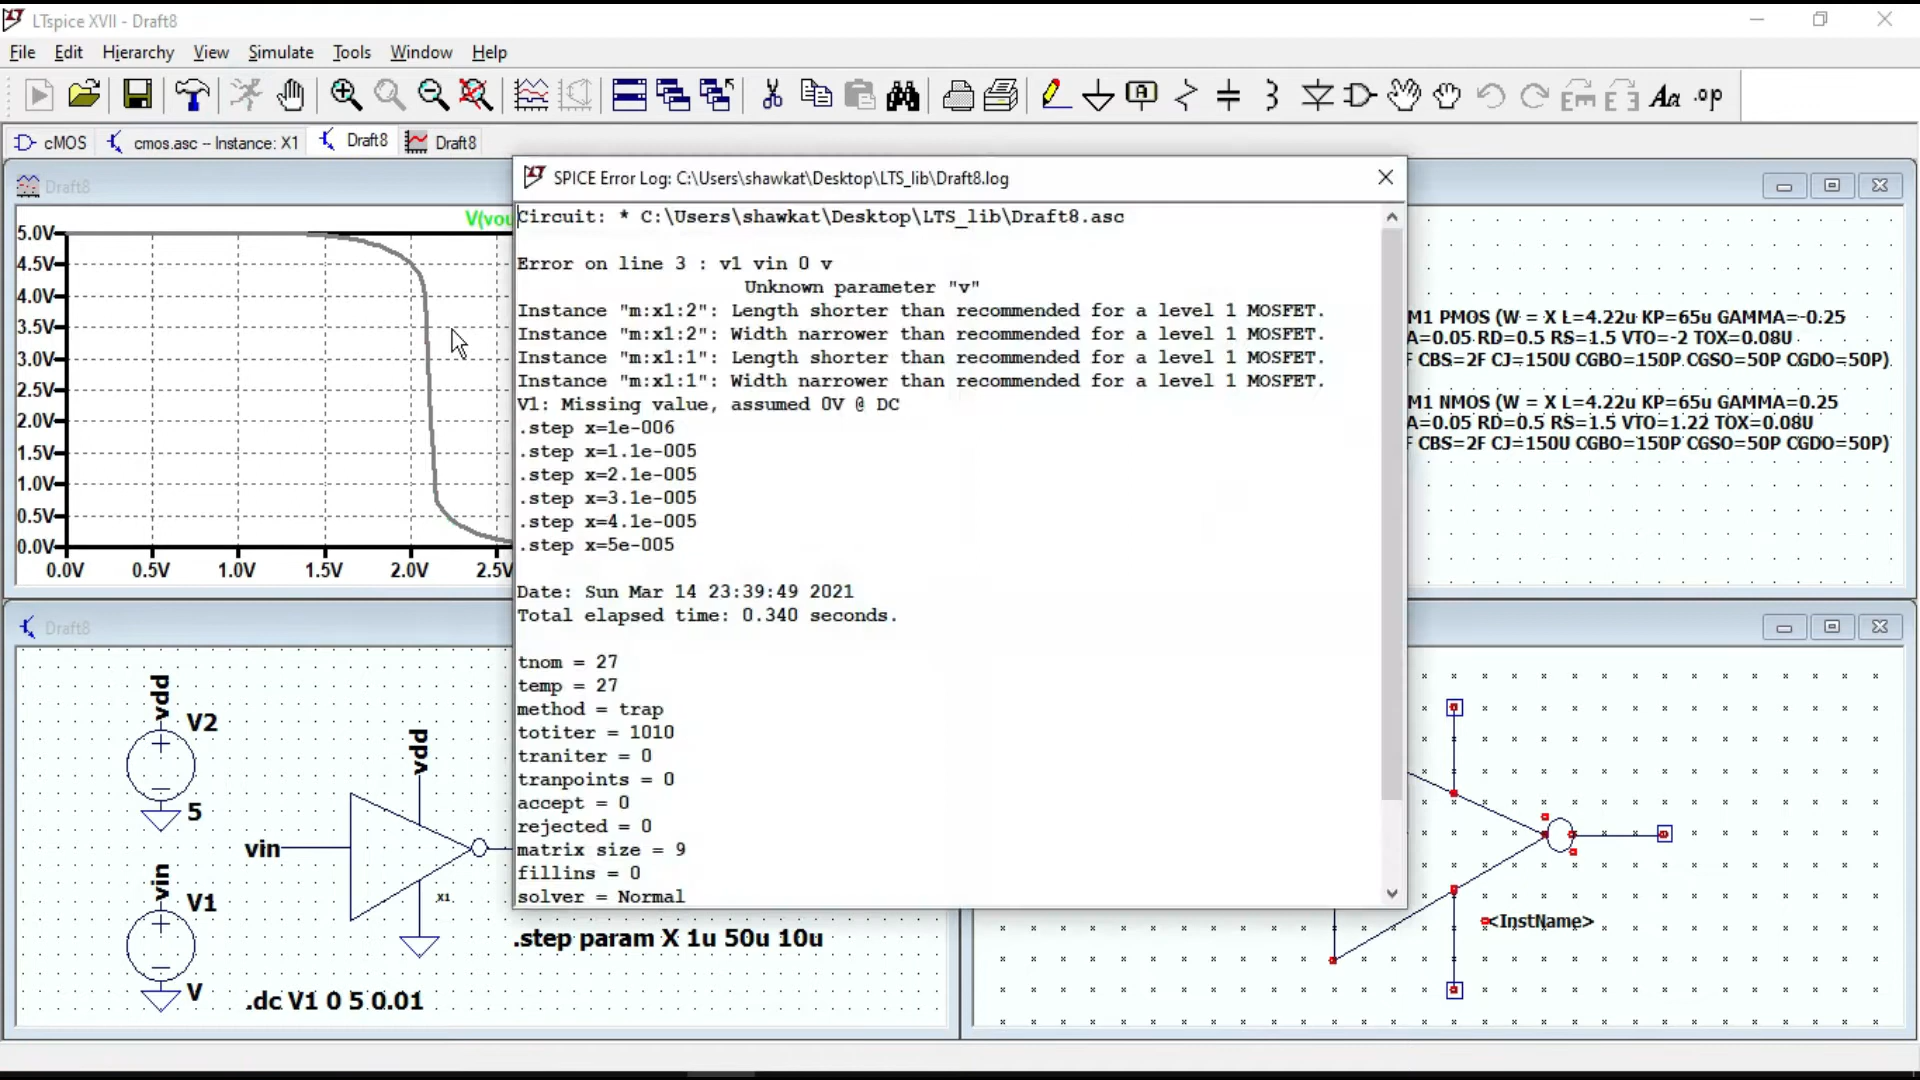 LTspice XVII - Draft8
File Edit Hierarchy View Simulate Tools Window Help
cMOS cmos.asc -- Instance: X1 Draft8 Draft8
Draft8
V(vou
5.0V
4.5V
4.0V
3.5V
3.0V
2.5V
2.0V
1.5V
1.0V
0.5V
0.0V
0.0V 0.5V 1.0V 1.5V 2.0V 2.5V
SPICE Error Log: C:\Users\shawkat\Desktop\LTS_lib\Draft8.log
Circuit: * C:\Users\shawkat\Desktop\LTS_lib\Draft8.asc
Error on line 3 : v1 vin 0 v
Unknown parameter "v"
Instance "m:x1:2": Length shorter than recommended for a level 1 MOSFET.
Instance "m:x1:2": Width narrower than recommended for a level 1 MOSFET.
Instance "m:x1:1": Length shorter than recommended for a level 1 MOSFET.
Instance "m:x1:1": Width narrower than recommended for a level 1 MOSFET.
V1: Missing value, assumed 0V @ DC
.step x=1e-006
.step x=1.1e-005
.step x=2.1e-005
.step x=3.1e-005
.step x=4.1e-005
.step x=5e-005
Date: Sun Mar 14 23:39:49 2021
Total elapsed time: 0.340 seconds.
tnom = 27
temp = 27
method = trap
totiter = 1010
traniter = 0
tranpoints = 0
accept = 0
rejected = 0
matrix size = 9
fillins = 0
solver = Normal
M1 PMOS (W = X L=4.22u KP=65u GAMMA=-0.25
A=0.05 RD=0.5 RS=1.5 VTO=-2 TOX=0.08U
F CBS=2F CJ=150U CGBO=150P CGSO=50P CGDO=50P)
M1 NMOS (W = X L=4.22u KP=65u GAMMA=0.25
A=0.05 RD=0.5 RS=1.5 VTO=1.22 TOX=0.08U
F CBS=2F CJ=150U CGBO=150P CGSO=50P CGDO=50P)
Draft8
vdd
V2
5
vin
V1
V
vin
vdd
X1
.step param X 1u 50u 10u
.dc V1 0 5 0.01
<InstName>
A
Aa .op